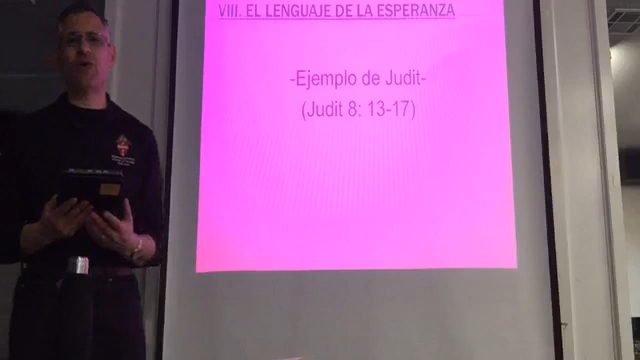 VIII. EL LENGUAJE DE LA ESPERANZA
-Ejemplo de Judit-
(Judit 8: 13-17)